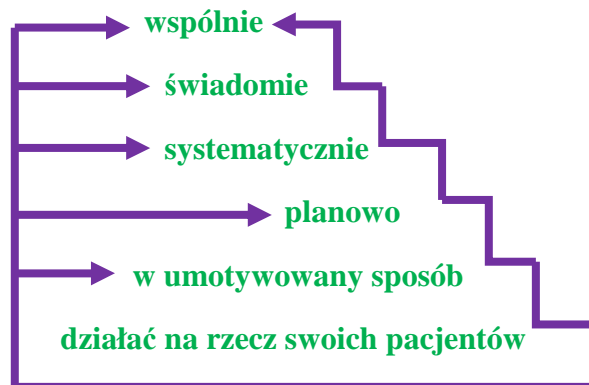 wspólnie
świadomie
systematycznie
planowo
w umotywowany sposób
działać na rzecz swoich pacjentów